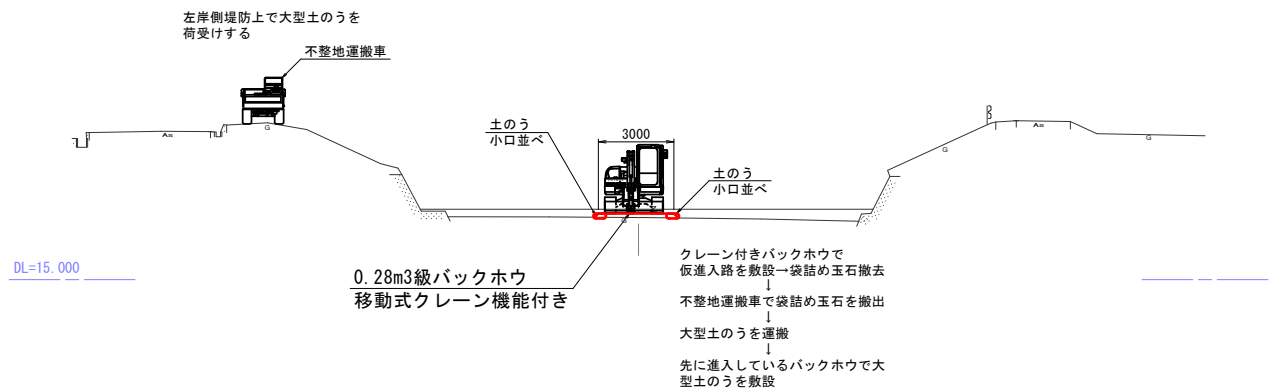 左岸側堤防上で大型土のうを
荷受けする
不整地運搬車
As
G
土のう
小口並べ
3000
土のう
小口並べ
G
G
As
G
DL=15.000
0.28m3級バックホウ
移動式クレーン機能付き
クレーン付きバックホウで
仮進入路を敷設→袋詰め玉石撤去
↓
不整地運搬車で袋詰め玉石を搬出
↓
大型土のうを運搬
↓
先に進入しているバックホウで大
型土のうを敷設